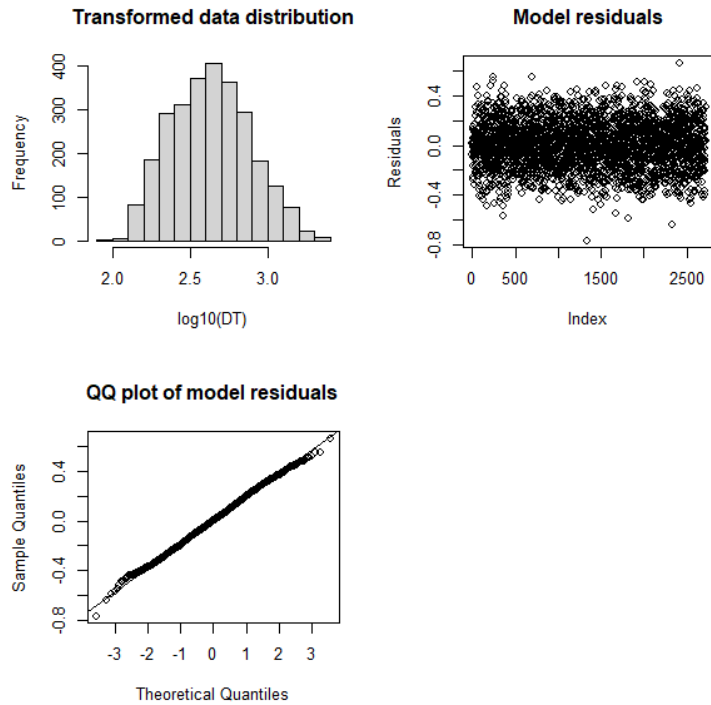 Transformed data distribution
Frequency
0 100 200 300 400
2.0 2.5 3.0
log10(DT)
Model residuals
Residuals
-0.8 -0.4 0.0 0.4
0 500 1500 2500
Index
QQ plot of model residuals
Sample Quantiles
-0.8 -0.4 0.0 0.4
-3 -2 -1 0 1 2 3
Theoretical Quantiles